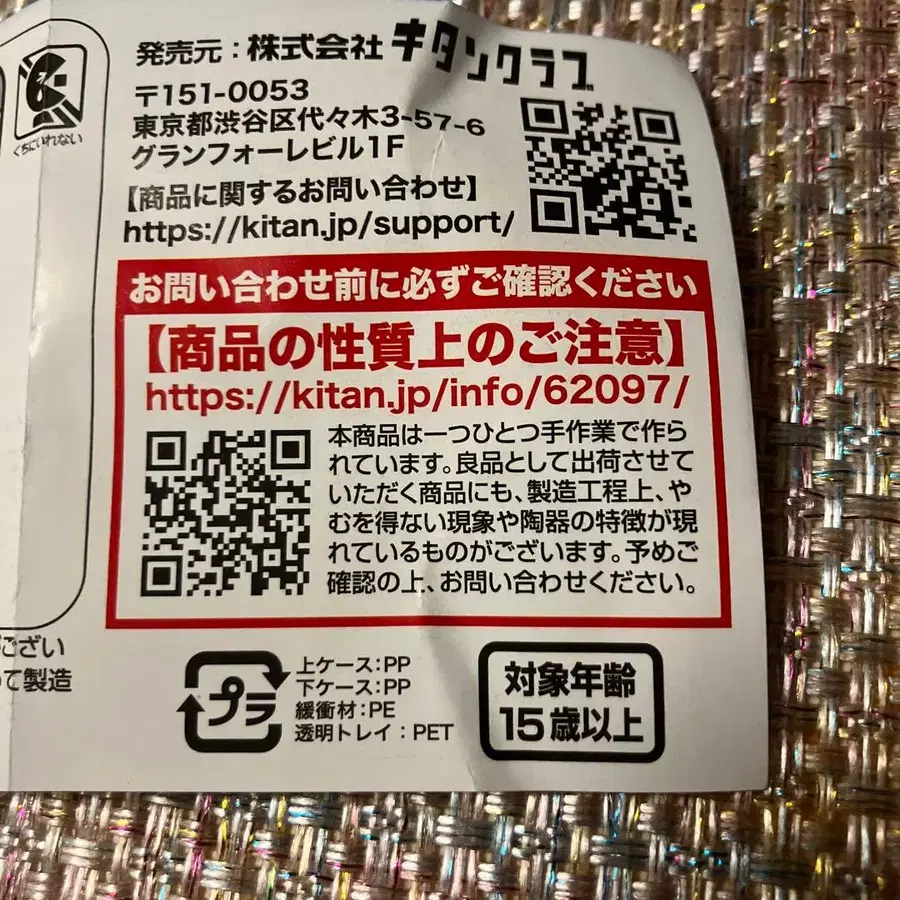 発売元：株式会社 キタンクラブ
〒151-0053
東京都渋谷区代々木3-57-6
グランフォーレビル1F
【商品に関するお問い合わせ】
https://kitan.jp/support/
くちにいれない
お問い合わせ前に必ずご確認ください
【商品の性質上のご注意】
https://kitan.jp/info/62097/
本商品は一つひとつ手作業で作ら
れています。良品として出荷させて
いただく商品にも、製造工程上、や
むを得ない現象や陶器の特徴が現
れているものがございます。予めご
確認の上、お問い合わせください。
ござい
て製造
プラ
上ケース：PP
下ケース：PP
緩衝材：PE
透明トレイ：PET
対象年齢
15歳以上